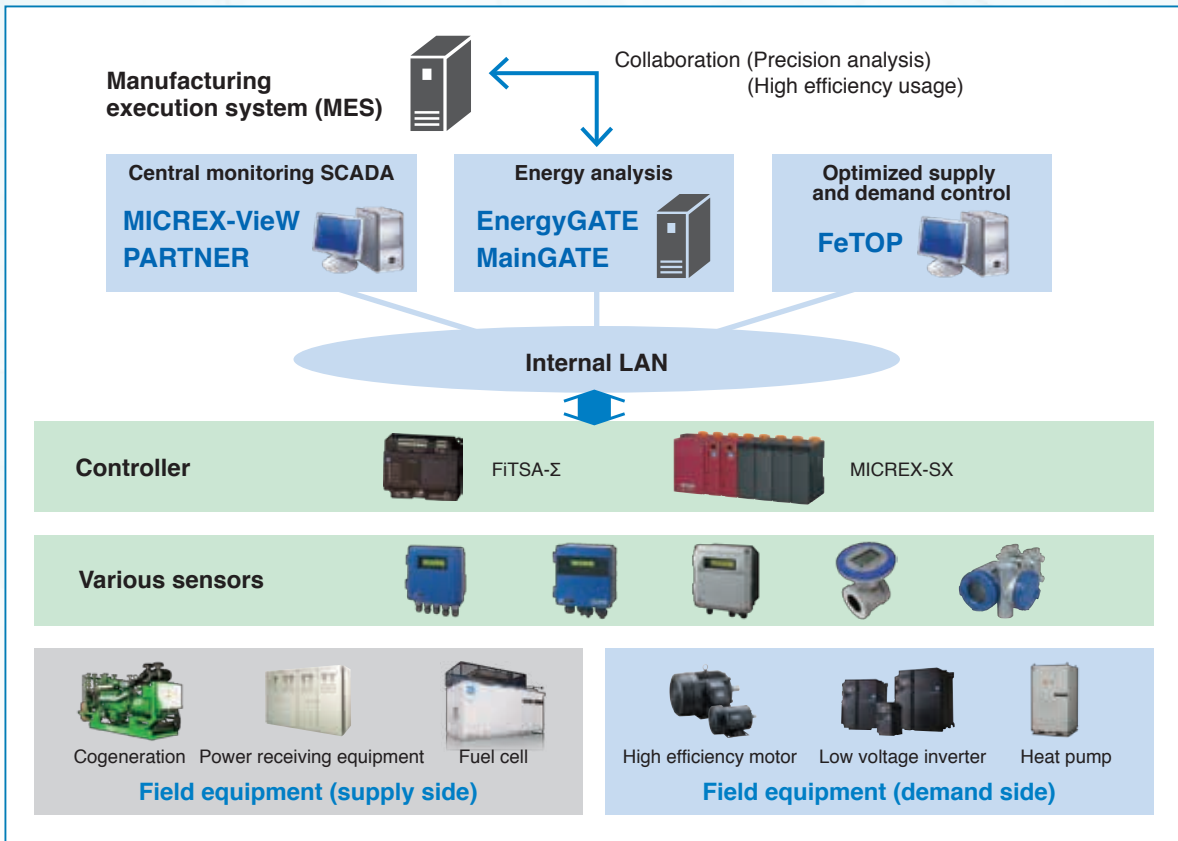 Manufacturing
execution system (MES)
Collaboration (Precision analysis)
(High efficiency usage)
Central monitoring SCADA
MICREX-VieW
PARTNER
Energy analysis
EnergyGATE
MainGATE
Optimized supply
and demand control
FeTOP
Internal LAN
Controller
FiTSA-Σ
MICREX-SX
Various sensors
Cogeneration
Power receiving equipment
Fuel cell
Field equipment (supply side)
High efficiency motor
Low voltage inverter
Heat pump
Field equipment (demand side)